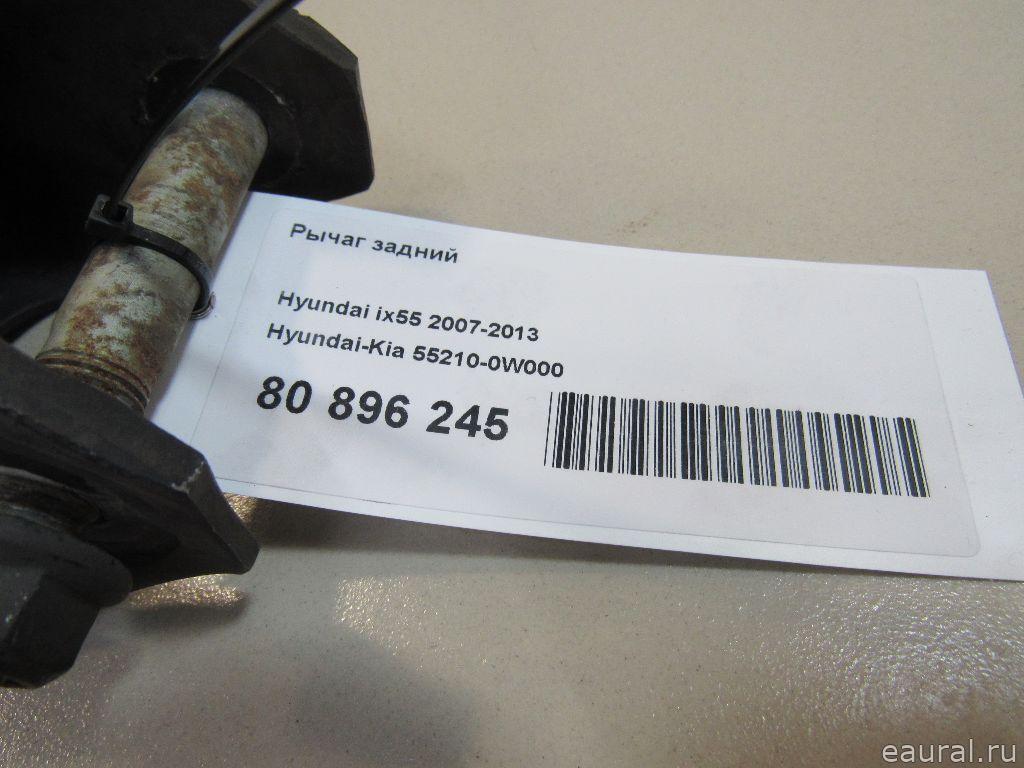 Рычаг задний
Hyundai ix55 2007-2013
Hyundai-Kia 55210-0W000
80 896 245
eaural.ru